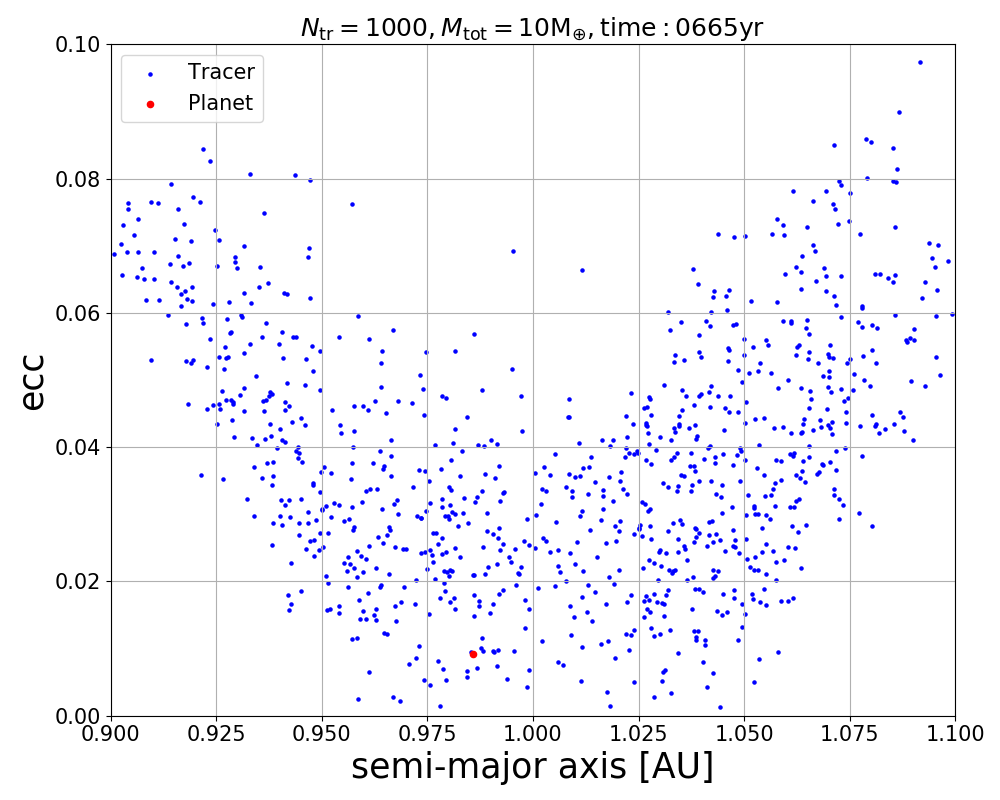 N_tr = 1000, M_tot = 10M_⊕, time : 0665yr
Tracer
Planet
0.10
0.08
0.06
0.04
0.02
0.00
ecc
0.900 0.925 0.950 0.975 1.000 1.025 1.050 1.075 1.100
semi-major axis [AU]